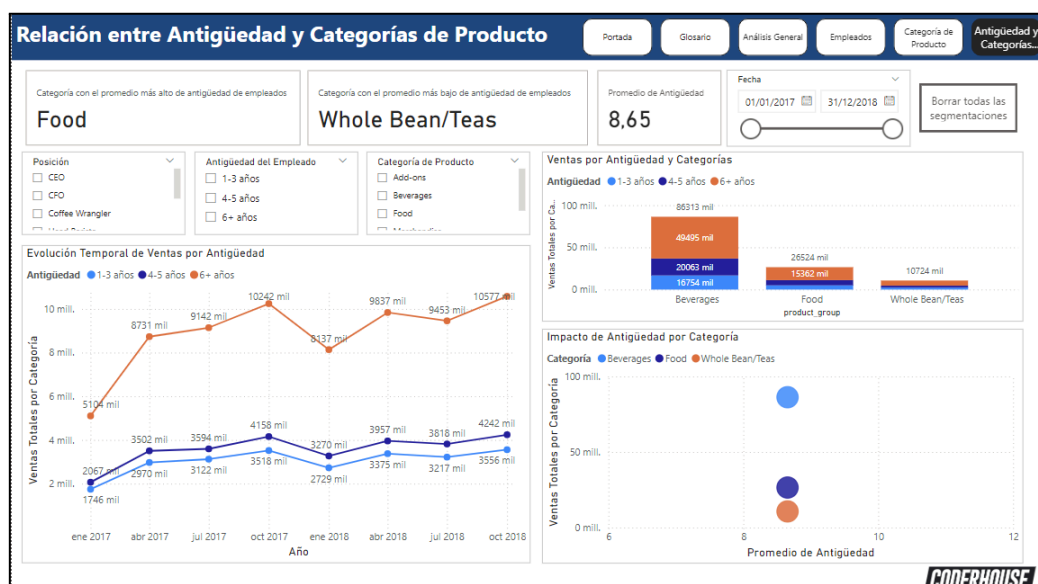 Relación entre Antigüedad y Categorías de Producto
Portada
Glosario
Análisis General
Empleados
Categoría de
Producto
Antigüedad y
Categorías...
Categoría con el promedio más alto de antigüedad de empleados
Food
Categoría con el promedio más bajo de antigüedad de empleados
Whole Bean/Teas
Promedio de Antigüedad
8,65
Fecha
01/01/2017
31/12/2018
Borrar todas las
segmentaciones
Posición
CEO
CFO
Coffee Wrangler
Antigüedad del Empleado
1-3 años
4-5 años
6+ años
Categoría de Producto
Add-ons
Beverages
Food
Evolución Temporal de Ventas por Antigüedad
Antigüedad 1-3 años 4-5 años 6+ años
Ventas Totales por Categoría
10 mill.
8 mill.
6 mill.
4 mill.
2 mill.
5104 mil
8731 mil
9142 mil
10242 mil
8137 mil
9837 mil
9453 mil
10577 mil
2067 mil
3502 mil
3594 mil
4158 mil
3270 mil
3957 mil
3818 mil
4242 mil
1746 mil
2970 mil
3122 mil
3518 mil
2729 mil
3375 mil
3217 mil
3556 mil
ene 2017
abr 2017
jul 2017
oct 2017
ene 2018
abr 2018
jul 2018
oct 2018
Año
Ventas por Antigüedad y Categorías
Antigüedad 1-3 años 4-5 años 6+ años
Ventas Totales por Ca...
100 mill.
50 mill.
0 mill.
86313 mil
49495 mil
20063 mil
16754 mil
26524 mil
15362 mil
10724 mil
Beverages
Food
Whole Bean/Teas
product_group
Impacto de Antigüedad por Categoría
Categoría Beverages Food Whole Bean/Teas
Ventas Totales por Categoría
100 mill.
50 mill.
0 mill.
6
8
10
12
Promedio de Antigüedad
CODERHOUSE